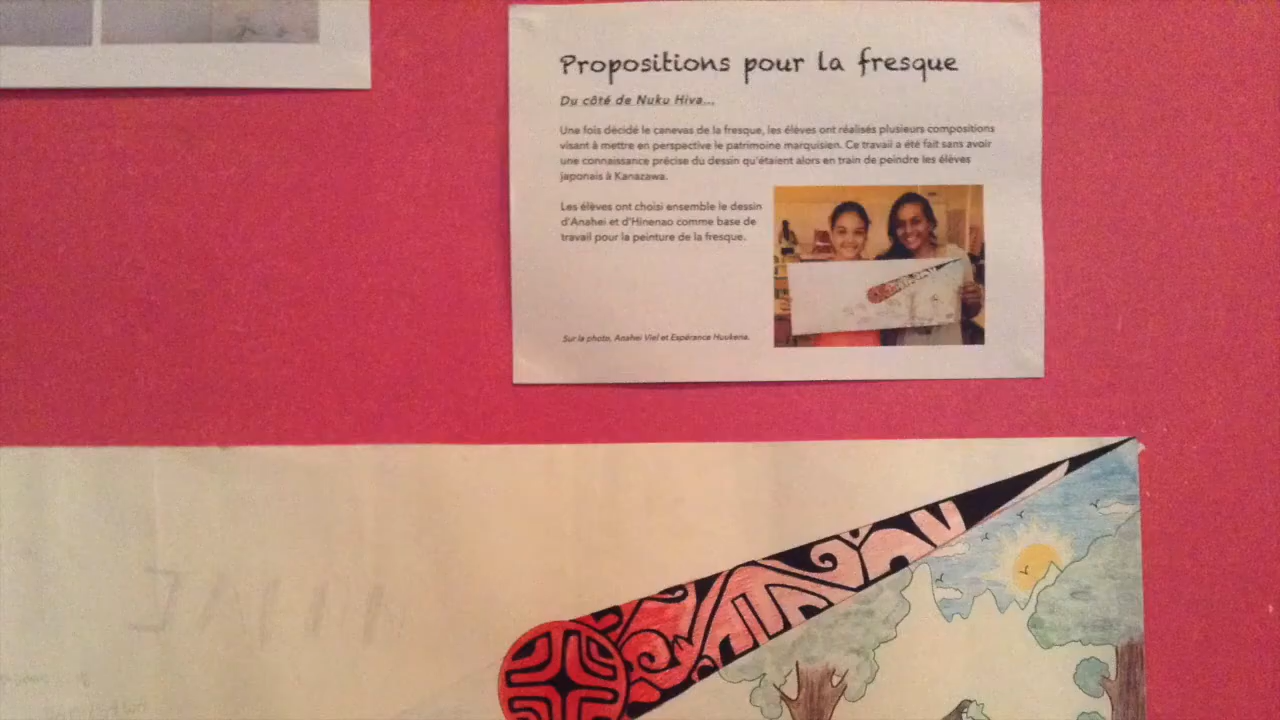 Propositions pour la fresque
Du côté de Nuku Hiva...
Une fois décidé le canevas de la fresque, les élèves ont réalisés plusieurs compositions
visant à mettre en perspective le patrimoine marquisien. Ce travail a été fait sans avoir
une connaissance précise du dessin qu'étaient alors en train de peindre les élèves
japonais à Kanazawa.
Les élèves ont choisi ensemble le dessin
d'Anahei et d'Hinenao comme base de
travail pour la peinture de la fresque.
Sur la photo, Anahei Viel et Espérance Huukena.